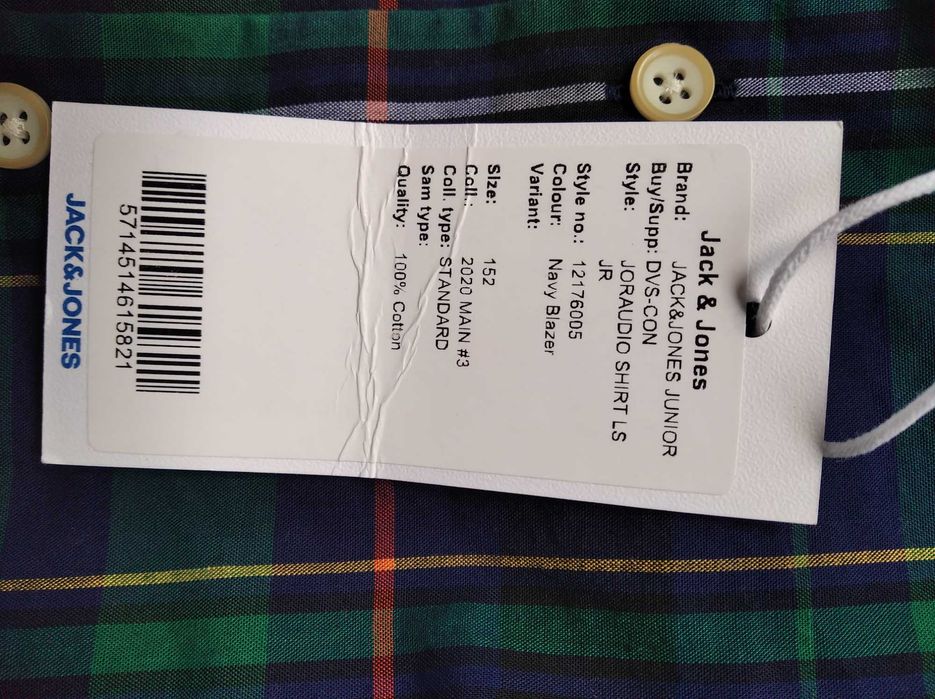 Jack & Jones
Brand: JACK&JONES JUNIOR
Buy/Supp: DVS-CON
Style: JORAUDIO SHIRT LS
JR
Style no.: 12176005
Colour: Navy Blazer
Variant:
Size: 152
Coll.: 2020 MAIN #3
Coll. type: STANDARD
Sam type:
Quality: 100% Cotton
5714514615821
JACK&JONES